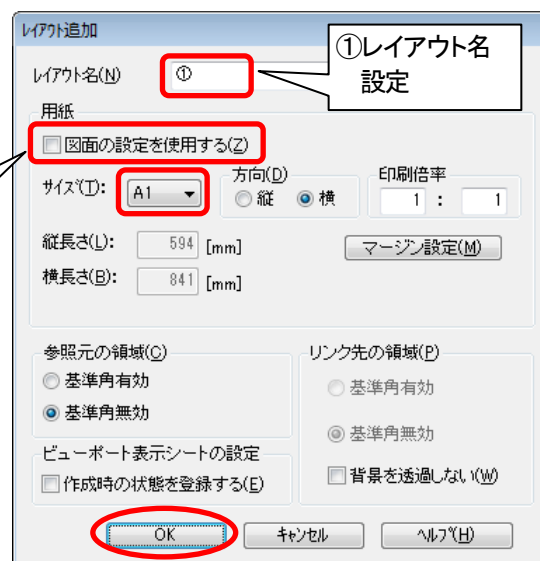 レイアウト追加
①レイアウト名
設定
レイアウト名(N) ①
用紙
図面の設定を使用する(Z)
サイズ(T): A1 方向(D) 縦 横 印刷倍率 1 : 1
縦長さ(L): 594 [mm] マージン設定(M)
横長さ(B): 841 [mm]
参照元の領域(C) リンク先の領域(P)
基準角有効 基準角有効
基準角無効 基準角無効
ビューポート表示シートの設定
作成時の状態を登録する(E) 背景を透過しない(W)
OK キャンセル ヘルプ(H)